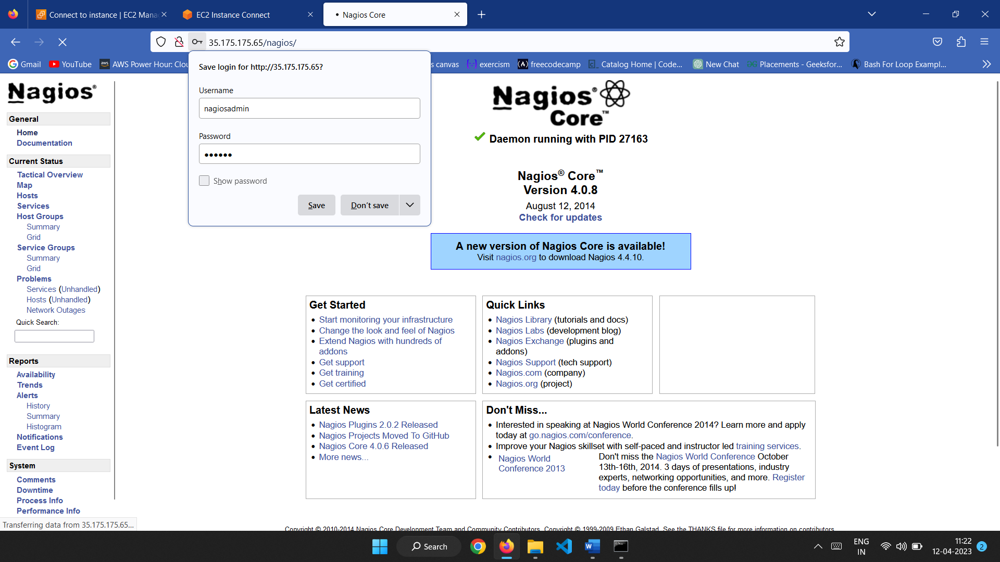 Connect to instance | EC2 Mana
EC2 Instance Connect
• Nagios Core
35.175.175.65/nagios/
Gmail
YouTube
AWS Power Hour: Clou
s canvas
exercism
freecodecamp
Catalog Home | Code...
New Chat
Placements - Geeksfor...
Bash For Loop Exampl...
Save login for http://35.175.175.65?
Username
nagiosadmin
Password
••••••
Show password
Save
Don't save
Nagios®
General
Home
Documentation
Current Status
Tactical Overview
Map
Hosts
Services
Host Groups
Summary
Grid
Service Groups
Summary
Grid
Problems
Services (Unhandled)
Hosts (Unhandled)
Network Outages
Quick Search:
Reports
Availability
Trends
Alerts
History
Summary
Histogram
Notifications
Event Log
System
Comments
Downtime
Process Info
Performance Info
Transferring data from 35.175.175.65...
Nagios®
Core™
Daemon running with PID 27163
Nagios® Core™
Version 4.0.8
August 12, 2014
Check for updates
A new version of Nagios Core is available!
Visit nagios.org to download Nagios 4.4.10.
Get Started
• Start monitoring your infrastructure
• Change the look and feel of Nagios
• Extend Nagios with hundreds of
addons
• Get support
• Get training
• Get certified
Quick Links
• Nagios Library (tutorials and docs)
• Nagios Labs (development blog)
• Nagios Exchange (plugins and
addons)
• Nagios Support (tech support)
• Nagios.com (company)
• Nagios.org (project)
Latest News
• Nagios Plugins 2.0.2 Released
• Nagios Projects Moved To GitHub
• Nagios Core 4.0.6 Released
• More news...
Don't Miss...
• Interested in speaking at Nagios World Conference 2014? Learn more and apply
today at go.nagios.com/conference.
• Improve your Nagios skillset with self-paced and instructor led training services.
• Nagios World
Conference 2013
Don't miss the Nagios World Conference October
13th-16th, 2014. 3 days of presentations, industry
experts, networking opportunities, and more. Register
today before the conference fills up!
Copyright © 2010-2014 Nagios Core Development Team and Community Contributors. Copyright © 1999-2009 Ethan Galstad. See the THANKS file for more information on contributors.
Search
ENG
IN
11:22
12-04-2023
2